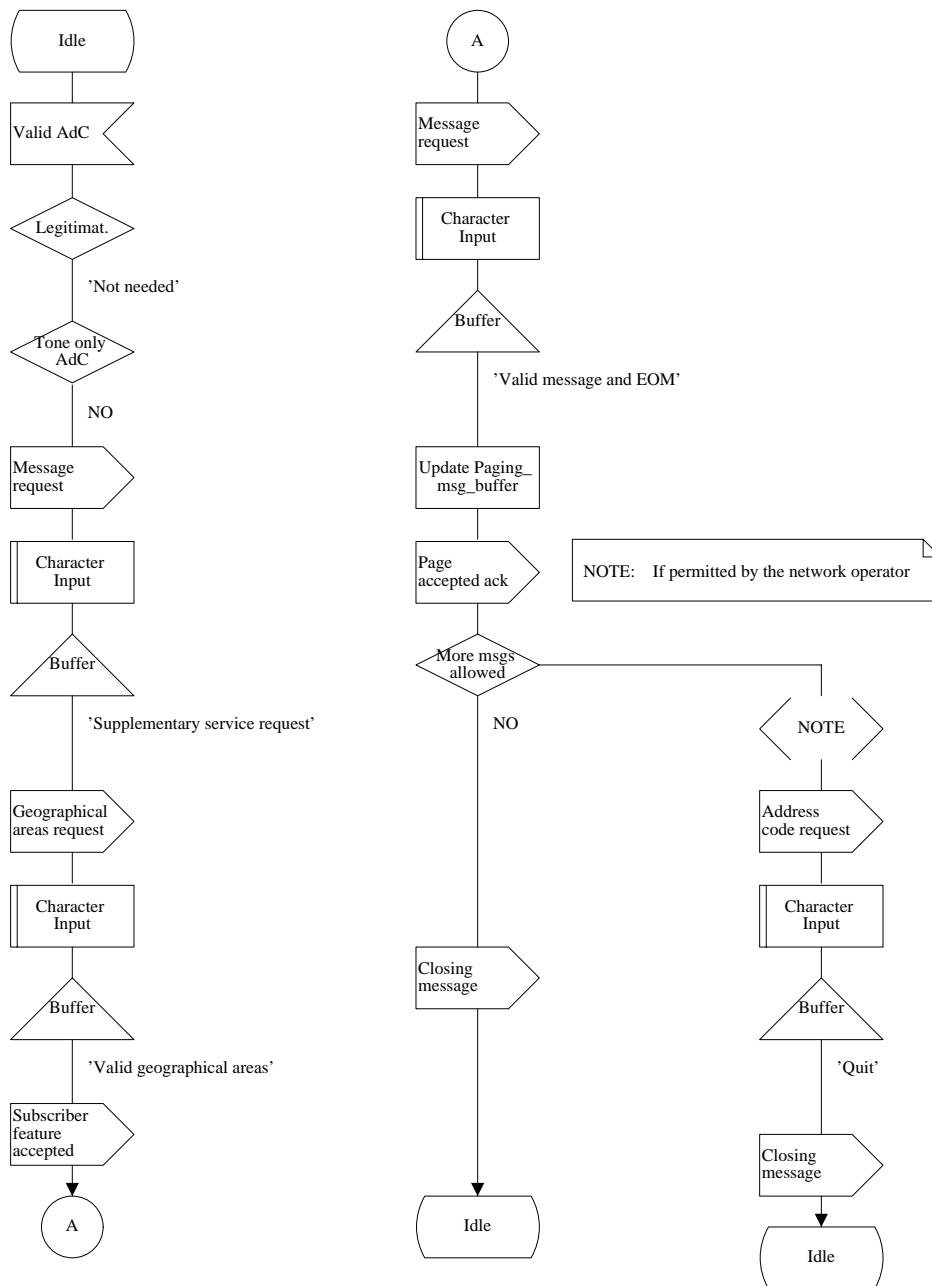 Idle
Valid AdC
Legitimat.
’Not needed’
Tone only
AdC
NO
Message
request
Character
Input
Buffer
’Supplementary service request’
Geographical
areas request
Character
Input
Buffer
’Valid geographical areas’
Subscriber
feature
accepted
A
A
Message
request
Character
Input
Buffer
’Valid message and EOM’
Update Paging_
msg_buffer
Page
accepted ack
NOTE: If permitted by the network operator
More msgs
allowed
NO
Closing
message
Idle
NOTE
Address
code request
Character
Input
Buffer
’Quit’
Closing
message
Idle